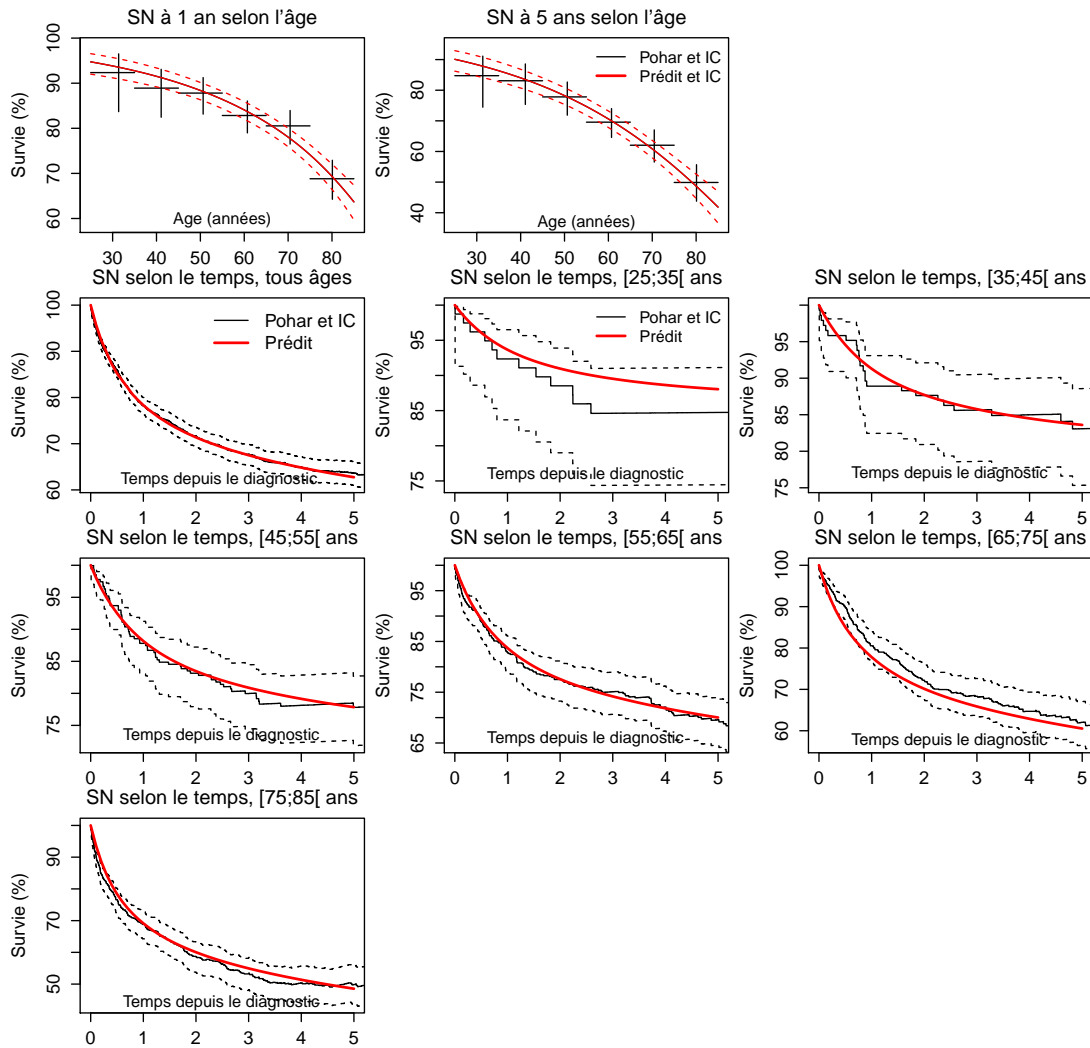 SN à 1 an selon l'âge
Survie (%)
60 70 80 90 100
Age (années)
30 40 50 60 70 80
SN à 5 ans selon l'âge
Survie (%)
40 60 80
Pohar et IC
Prédit et IC
Age (années)
30 40 50 60 70 80
SN selon le temps, tous âges
Survie (%)
60 70 80 90 100
Pohar et IC
Prédit
Temps depuis le diagnostic
0 1 2 3 4 5
SN selon le temps, [25;35[ ans
Survie (%)
75 85 95
Pohar et IC
Prédit
Temps depuis le diagnostic
0 1 2 3 4 5
SN selon le temps, [35;45[ ans
Survie (%)
75 80 85 90 95
Temps depuis le diagnostic
0 1 2 3 4 5
SN selon le temps, [45;55[ ans
Survie (%)
75 85 95
Temps depuis le diagnostic
0 1 2 3 4 5
SN selon le temps, [55;65[ ans
Survie (%)
65 75 85 95
Temps depuis le diagnostic
0 1 2 3 4 5
SN selon le temps, [65;75[ ans
Survie (%)
60 70 80 90 100
Temps depuis le diagnostic
0 1 2 3 4 5
SN selon le temps, [75;85[ ans
Survie (%)
50 70 90
Temps depuis le diagnostic
0 1 2 3 4 5